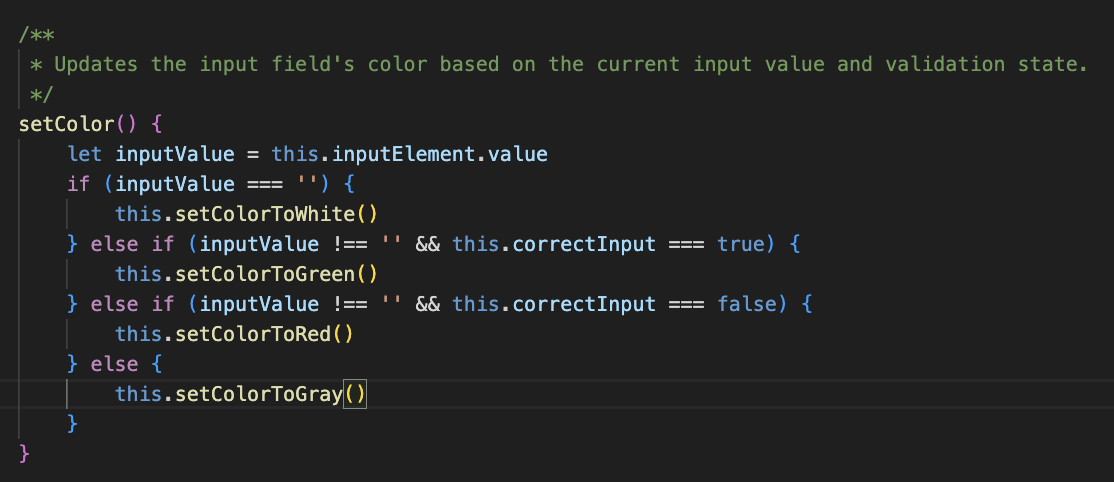 /**
 * Updates the input field's color based on the current input value and validation state.
 */
setColor() {
    let inputValue = this.inputElement.value
    if (inputValue === '') {
        this.setColorToWhite()
    } else if (inputValue !== '' && this.correctInput === true) {
        this.setColorToGreen()
    } else if (inputValue !== '' && this.correctInput === false) {
        this.setColorToRed()
    } else {
        this.setColorToGray()
    }
}